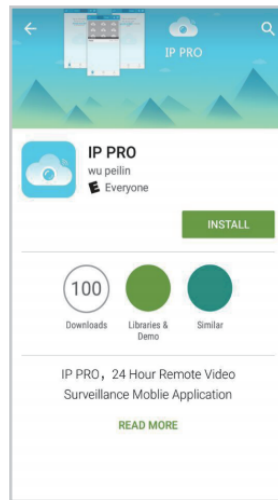 IP PRO
IP PRO
wu peilin
E Everyone
INSTALL
100
Downloads
Libraries &
Demo
Similar
IP PRO, 24 Hour Remote Video
Surveillance Moblie Application
READ MORE